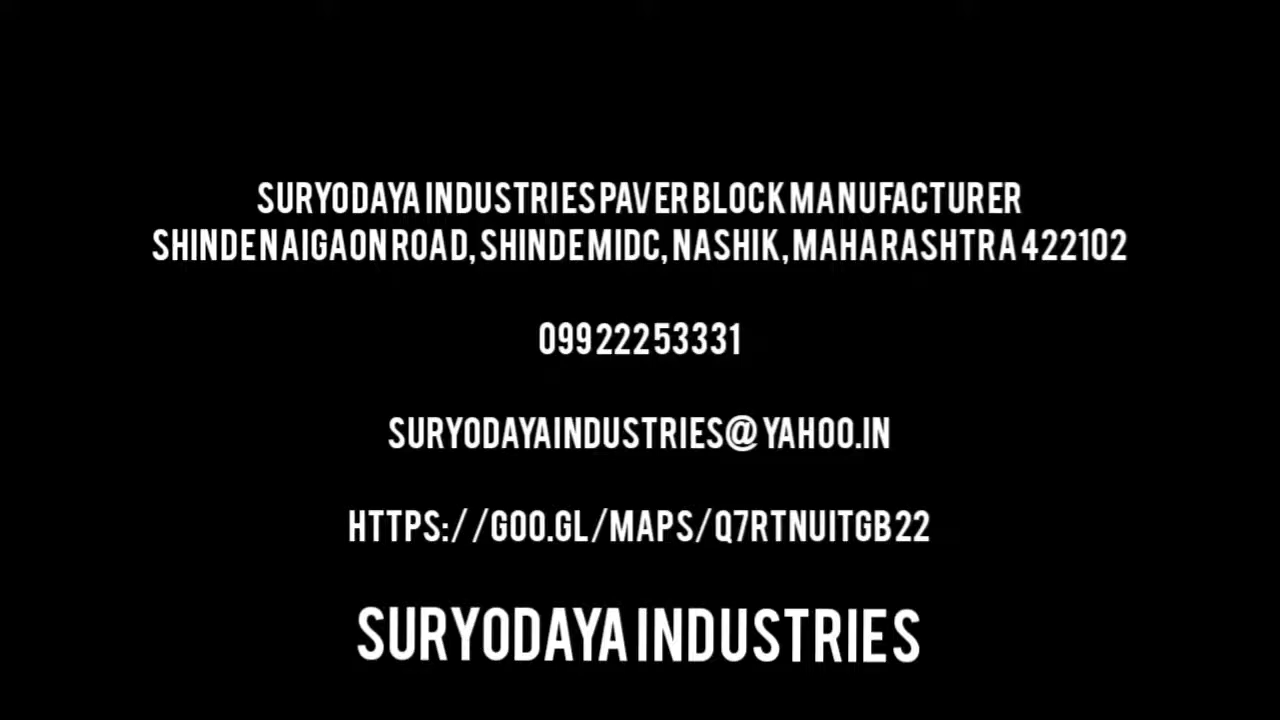 SURYODAYA INDUSTRIES PAVER BLOCK MANUFACTURER
SHINDE NAIGAON ROAD, SHINDE MIDC, NASHIK, MAHARASHTRA 422102
09922253331
SURYODAYAINDUSTRIES@YAHOO.IN
HTTPS://GOO.GL/MAPS/Q7RTNUITGB22
SURYODAYA INDUSTRIES